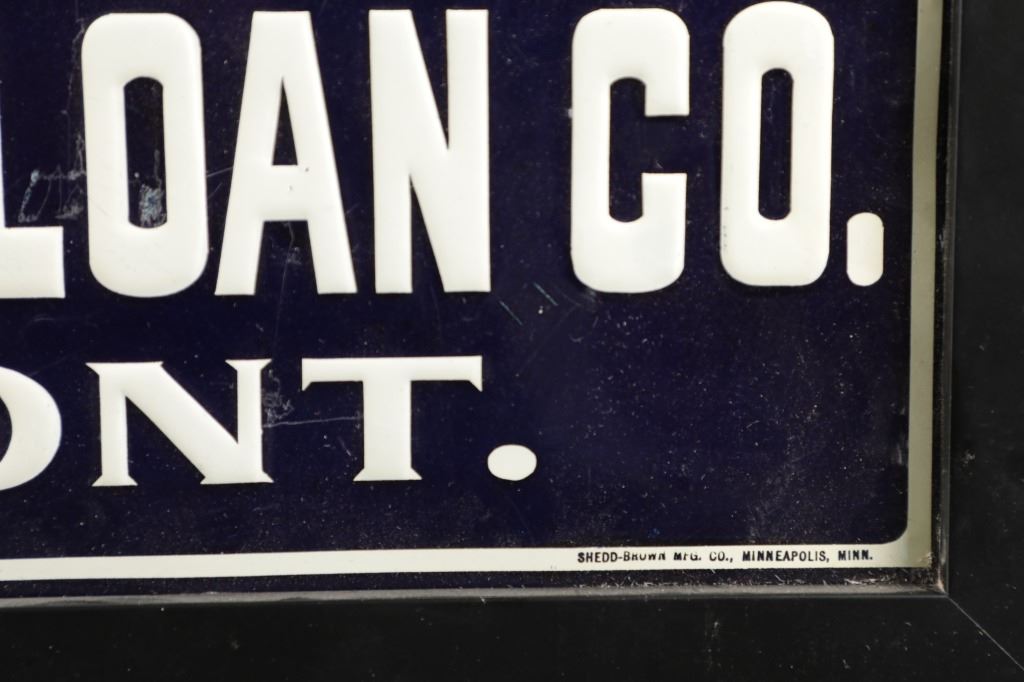 LOAN CO.
ONT.
SHEDD-BROWN MFG. CO., MINNEAPOLIS, MINN.